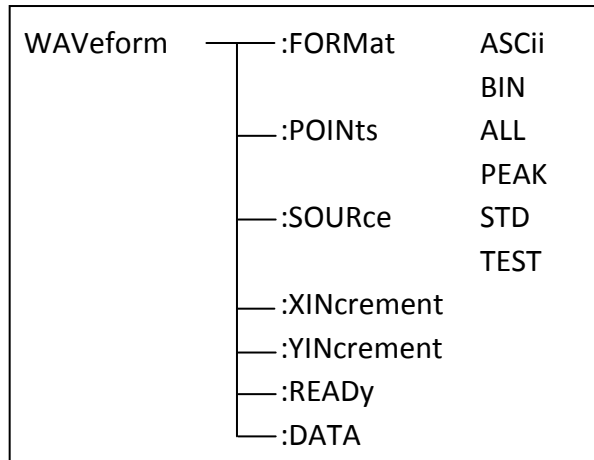 WAVeform :FORMat ASCii
BIN
:POINts ALL
PEAK
:SOURce STD
TEST
:XINcrement
:YINcrement
:READy
:DATA